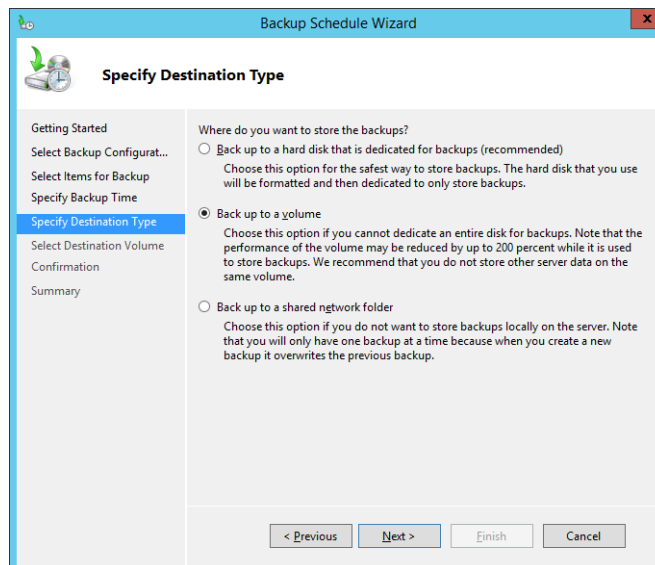 Backup Schedule Wizard
x
Specify Destination Type
Getting Started
Select Backup Configurat...
Select Items for Backup
Specify Backup Time
Specify Destination Type
Select Destination Volume
Confirmation
Summary
Where do you want to store the backups?
Back up to a hard disk that is dedicated for backups (recommended)
Choose this option for the safest way to store backups. The hard disk that you use
will be formatted and then dedicated to only store backups.
Back up to a volume
Choose this option if you cannot dedicate an entire disk for backups. Note that the
performance of the volume may be reduced by up to 200 percent while it is used
to store backups. We recommend that you do not store other server data on the
same volume.
Back up to a shared network folder
Choose this option if you do not want to store backups locally on the server. Note
that you will only have one backup at a time because when you create a new
backup it overwrites the previous backup.
< Previous
Next >
Finish
Cancel